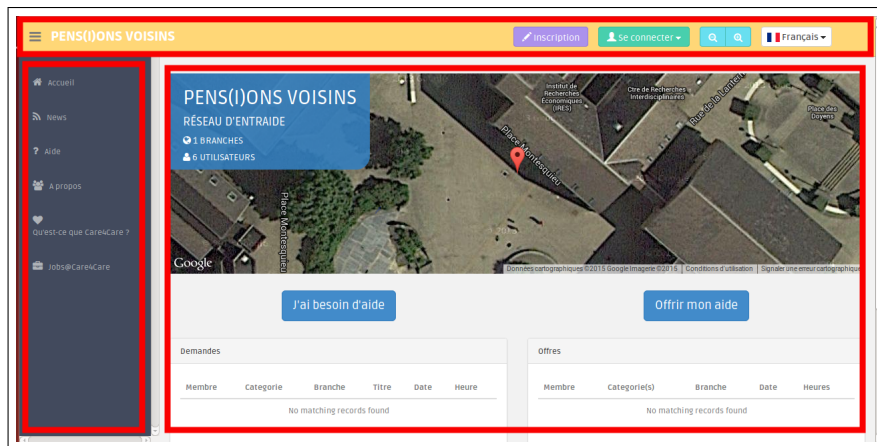 PENS(I)ONS VOISINS
Inscription
Se connecter
Français
Accueil
News
Aide
A propos
Qu'est-ce que Care4Care ?
Jobs@Care4Care
PENS(I)ONS VOISINS
RÉSEAU D'ENTRAIDE
1 BRANCHES
6 UTILISATEURS
Institut de
Recherches
Economiques
(IRES)
Ctre de Recherches
Interdisciplinaires
Rue de la Lanterne
Place des
Doyens
Place Montesquieu
Place Montesquieu
Google
Données cartographiques ©2015 Google Imagerie ©2015
Conditions d'utilisation
Signaler une erreur cartographique
J'ai besoin d'aide
Offrir mon aide
Demandes
Membre Categorie Branche Titre Date Heure
No matching records found
Offres
Membre Categorie(s) Branche Date Heures
No matching records found